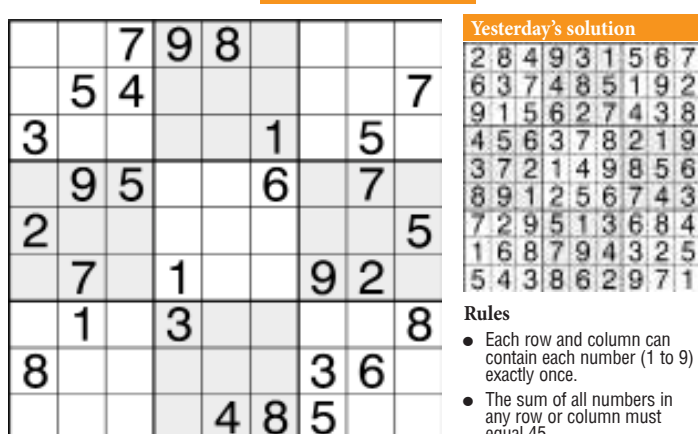 7 9 8
5 4 7
3 1 5
9 5 6 7
2 5
7 1 9 2
1 3 8
8 3 6
4 8 5
Yesterday's solution
2 8 4 9 3 1 5 6 7
6 3 7 4 8 5 1 9 2
9 1 5 6 2 7 4 3 8
4 5 6 3 7 8 2 1 9
3 7 2 1 4 9 8 5 6
8 9 1 2 5 6 7 4 3
7 2 9 5 1 3 6 8 4
1 6 8 7 9 4 3 2 5
5 4 3 8 6 2 9 7 1
Rules
● Each row and column can
contain each number (1 to 9)
exactly once.
● The sum of all numbers in
any row or column must
equal 45.